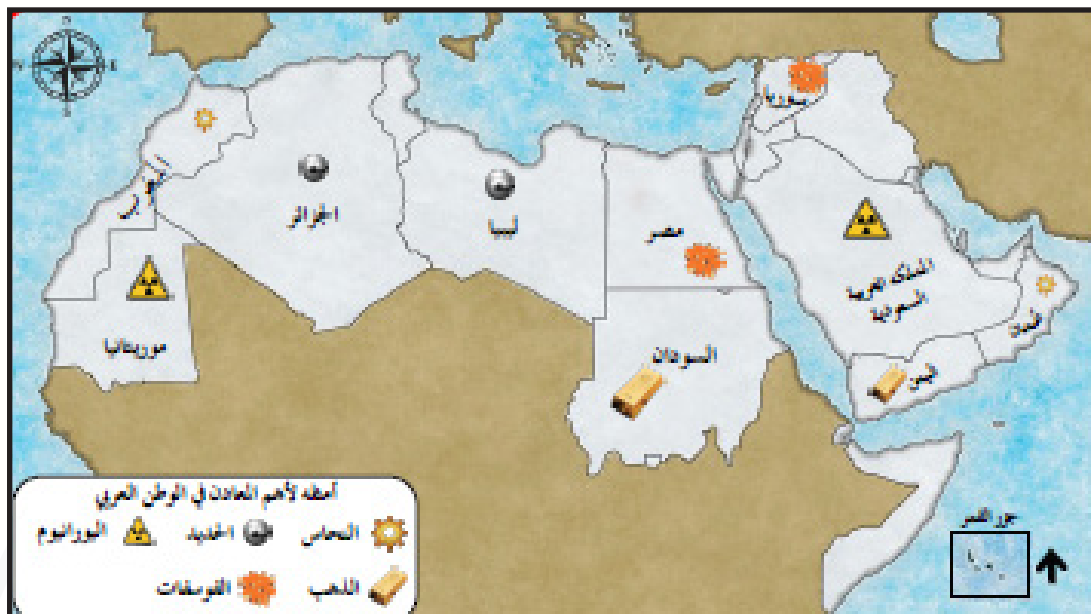 سوريا
المغرب
الجزائر
ليبيا
مصر
المملكة العربية
السعودية
عُمان
اليمن
السودان
موريتانيا
أمثلة لأهم المعادن في الوطن العربي
النحاس
الحديد
اليورانيوم
الذهب
الفوسفات
جزر القمر